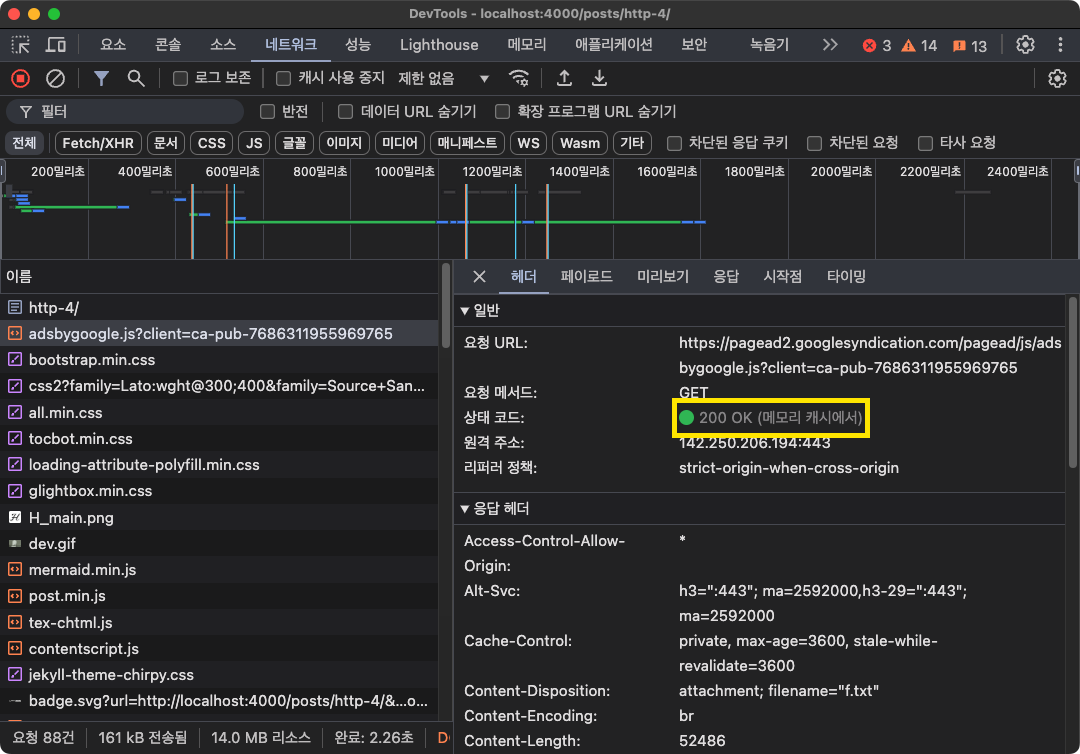 DevTools - localhost:4000/posts/http-4/
요소 콘솔 소스 네트워크 성능 Lighthouse 메모리 애플리케이션 보안 녹음기 3 14 13
로그 보존 캐시 사용 중지 제한 없음
필터 반전 데이터 URL 숨기기 확장 프로그램 URL 숨기기
전체 Fetch/XHR 문서 CSS JS 글꼴 이미지 미디어 매니페스트 WS Wasm 기타 차단된 응답 쿠키 차단된 요청 타사 요청
200밀리초 400밀리초 600밀리초 800밀리초 1000밀리초 1200밀리초 1400밀리초 1600밀리초 1800밀리초 2000밀리초 2200밀리초 2400밀리초
이름
http-4/
adsbygoogle.js?client=ca-pub-7686311955969765
bootstrap.min.css
css2?family=Lato:wght@300;400&family=Source+San...
all.min.css
tocbot.min.css
loading-attribute-polyfill.min.css
glightbox.min.css
H_main.png
dev.gif
mermaid.min.js
post.min.js
tex-chtml.js
contentscript.js
jekyll-theme-chirpy.css
badge.svg?url=http://localhost:4000/posts/http-4/&...o...
요청 88건 161 kB 전송됨 14.0 MB 리소스 완료: 2.26초
헤더 페이로드 미리보기 응답 시작점 타이밍
일반
요청 URL: https://pagead2.googlesyndication.com/pagead/js/ads
bygoogle.js?client=ca-pub-7686311955969765
요청 메서드: GET
상태 코드: 200 OK (메모리 캐시에서)
원격 주소: 142.250.206.194:443
리퍼러 정책: strict-origin-when-cross-origin
응답 헤더
Access-Control-Allow- *
Origin:
Alt-Svc: h3=":443"; ma=2592000,h3-29=":443";
ma=2592000
Cache-Control: private, max-age=3600, stale-while-
revalidate=3600
Content-Disposition: attachment; filename="f.txt"
Content-Encoding: br
Content-Length: 52486